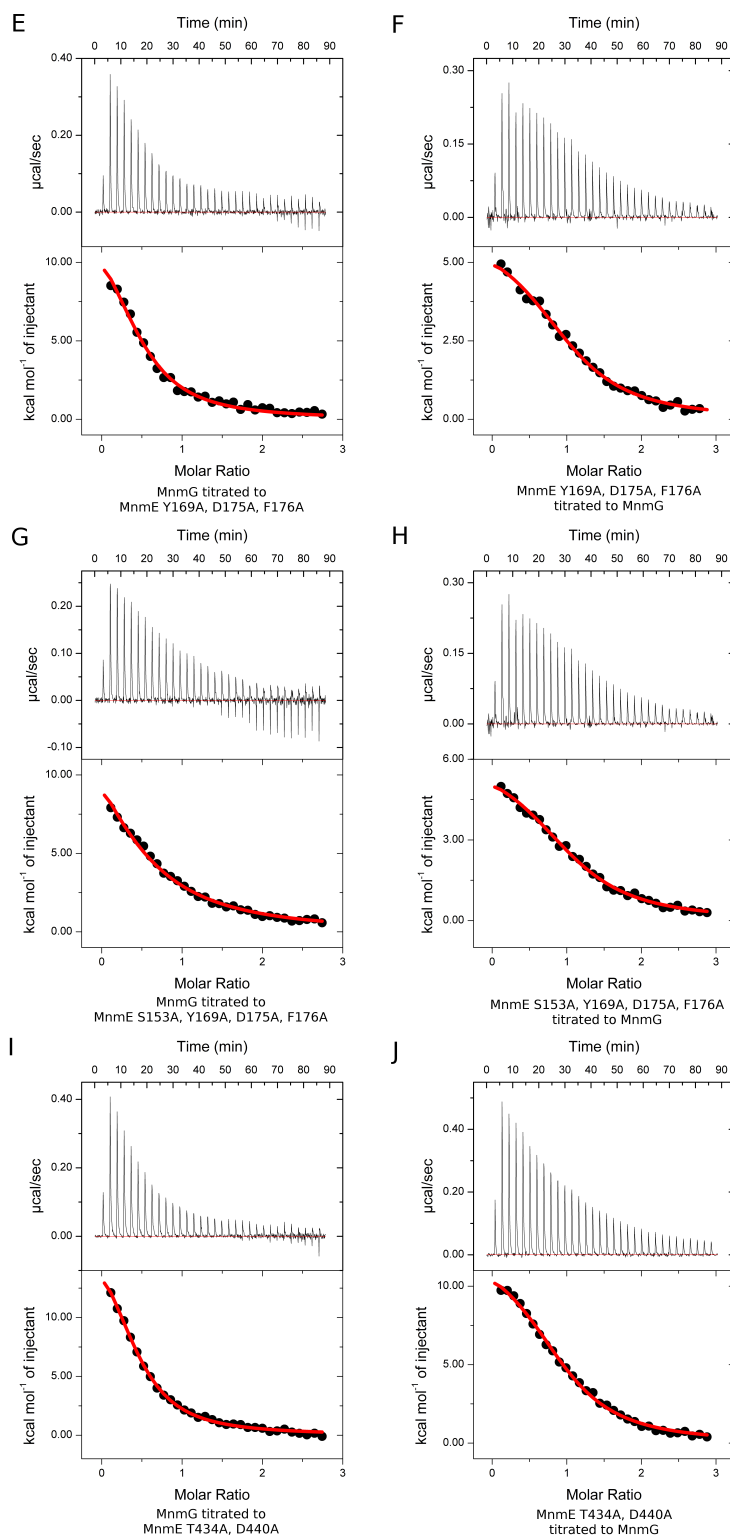 E
Time (min)
0 10 20 30 40 50 60 70 80 90
0.40
0.20
0.00
µcal/sec
10.00
5.00
0.00
kcal mol⁻¹ of injectant
0 1 2 3
Molar Ratio
MnmG titrated to
MnmE Y169A, D175A, F176A
F
Time (min)
0 10 20 30 40 50 60 70 80 90
0.30
0.15
0.00
µcal/sec
5.00
2.50
0.00
kcal mol⁻¹ of injectant
0 1 2 3
Molar Ratio
MnmE Y169A, D175A, F176A
titrated to MnmG
G
Time (min)
0 10 20 30 40 50 60 70 80 90
0.20
0.10
0.00
-0.10
µcal/sec
10.00
5.00
0.00
kcal mol⁻¹ of injectant
0 1 2 3
Molar Ratio
MnmG titrated to
MnmE S153A, Y169A, D175A, F176A
H
Time (min)
0 10 20 30 40 50 60 70 80 90
0.30
0.15
0.00
µcal/sec
6.00
3.00
0.00
kcal mol⁻¹ of injectant
0 1 2 3
Molar Ratio
MnmE S153A, Y169A, D175A, F176A
titrated to MnmG
I
Time (min)
0 10 20 30 40 50 60 70 80 90
0.40
0.20
0.00
µcal/sec
10.00
5.00
0.00
kcal mol⁻¹ of injectant
0 1 2 3
Molar Ratio
MnmG titrated to
MnmE T434A, D440A
J
Time (min)
0 10 20 30 40 50 60 70 80 90
0.40
0.20
0.00
µcal/sec
10.00
5.00
0.00
kcal mol⁻¹ of injectant
0 1 2 3
Molar Ratio
MnmE T434A, D440A
titrated to MnmG